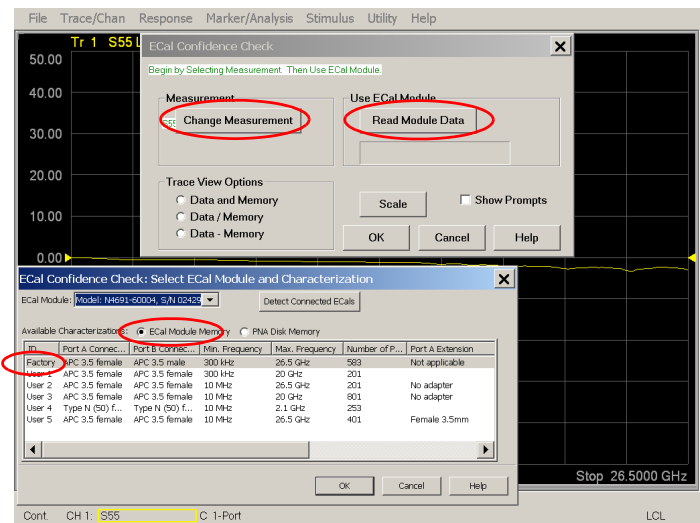 File Trace/Chan Response Marker/Analysis Stimulus Utility Help
Tr 1 S55 L
50.00
40.00
30.00
20.00
10.00
0.00
ECal Confidence Check
Begin by Selecting Measurement. Then Use ECal Module.
Measurement
Change Measurement
Use ECal Module
Read Module Data
Trace View Options
Data and Memory
Data / Memory
Data - Memory
Scale
Show Prompts
OK Cancel Help
ECal Confidence Check: Select ECal Module and Characterization
ECal Module: Model: N4691-60004, S/N 02429
Detect Connected ECals
Available Characterizations: ECal Module Memory PNA Disk Memory
ID... Port A Connec... Port B Connec... Min. Frequency Max. Frequency Number of P... Port A Extension
Factory APC 3.5 female APC 3.5 male 300 kHz 26.5 GHz 583 Not applicable
User 1 APC 3.5 female APC 3.5 female 300 kHz 20 GHz 201
User 2 APC 3.5 female APC 3.5 female 10 MHz 26.5 GHz 201 No adapter
User 3 APC 3.5 female APC 3.5 female 10 MHz 20 GHz 801 No adapter
User 4 Type N (50) f... Type N (50) f... 10 MHz 2.1 GHz 253
User 5 APC 3.5 female APC 3.5 female 10 MHz 26.5 GHz 401 Female 3.5mm
OK Cancel Help
Stop 26.5000 GHz
Cont. CH 1: S55 C 1-Port LCL